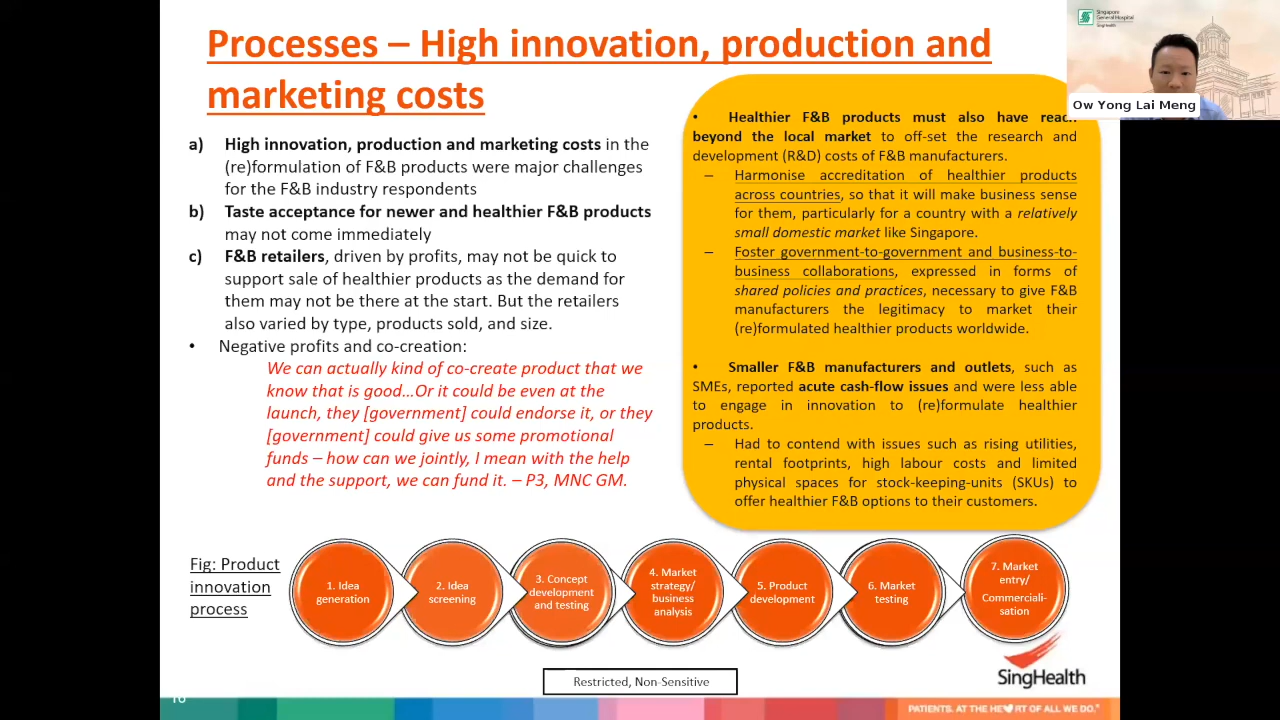 Processes – High innovation, production and
marketing costs
a) High innovation, production and marketing costs in the
(re)formulation of F&B products were major challenges
for the F&B industry respondents
b) Taste acceptance for newer and healthier F&B products
may not come immediately
c) F&B retailers, driven by profits, may not be quick to
support sale of healthier products as the demand for
them may not be there at the start. But the retailers
also varied by type, products sold, and size.
• Negative profits and co-creation:
We can actually kind of co-create product that we
know that is good...Or it could be even at the
launch, they [government] could endorse it, or they
[government] could give us some promotional
funds – how can we jointly, I mean with the help
and the support, we can fund it. – P3, MNC GM.
• Healthier F&B products must also have reach
beyond the local market to off-set the research and
development (R&D) costs of F&B manufacturers.
– Harmonise accreditation of healthier products
across countries, so that it will make business sense
for them, particularly for a country with a relatively
small domestic market like Singapore.
– Foster government-to-government and business-to-
business collaborations, expressed in forms of
shared policies and practices, necessary to give F&B
manufacturers the legitimacy to market their
(re)formulated healthier products worldwide.
• Smaller F&B manufacturers and outlets, such as
SMEs, reported acute cash-flow issues and were less able
to engage in innovation to (re)formulate healthier
products.
– Had to contend with issues such as rising utilities,
rental footprints, high labour costs and limited
physical spaces for stock-keeping-units (SKUs) to
offer healthier F&B options to their customers.
Singapore
General Hospital
SingHealth
Ow Yong Lai Meng
Fig: Product
innovation
process
1. Idea
generation
2. Idea
screening
3. Concept
development
and testing
4. Market
strategy/
business
analysis
5. Product
development
6. Market
testing
7. Market
entry/
Commerciali-
sation
SingHealth
Restricted, Non-Sensitive
PATIENTS. AT THE HE RT OF ALL WE DO.